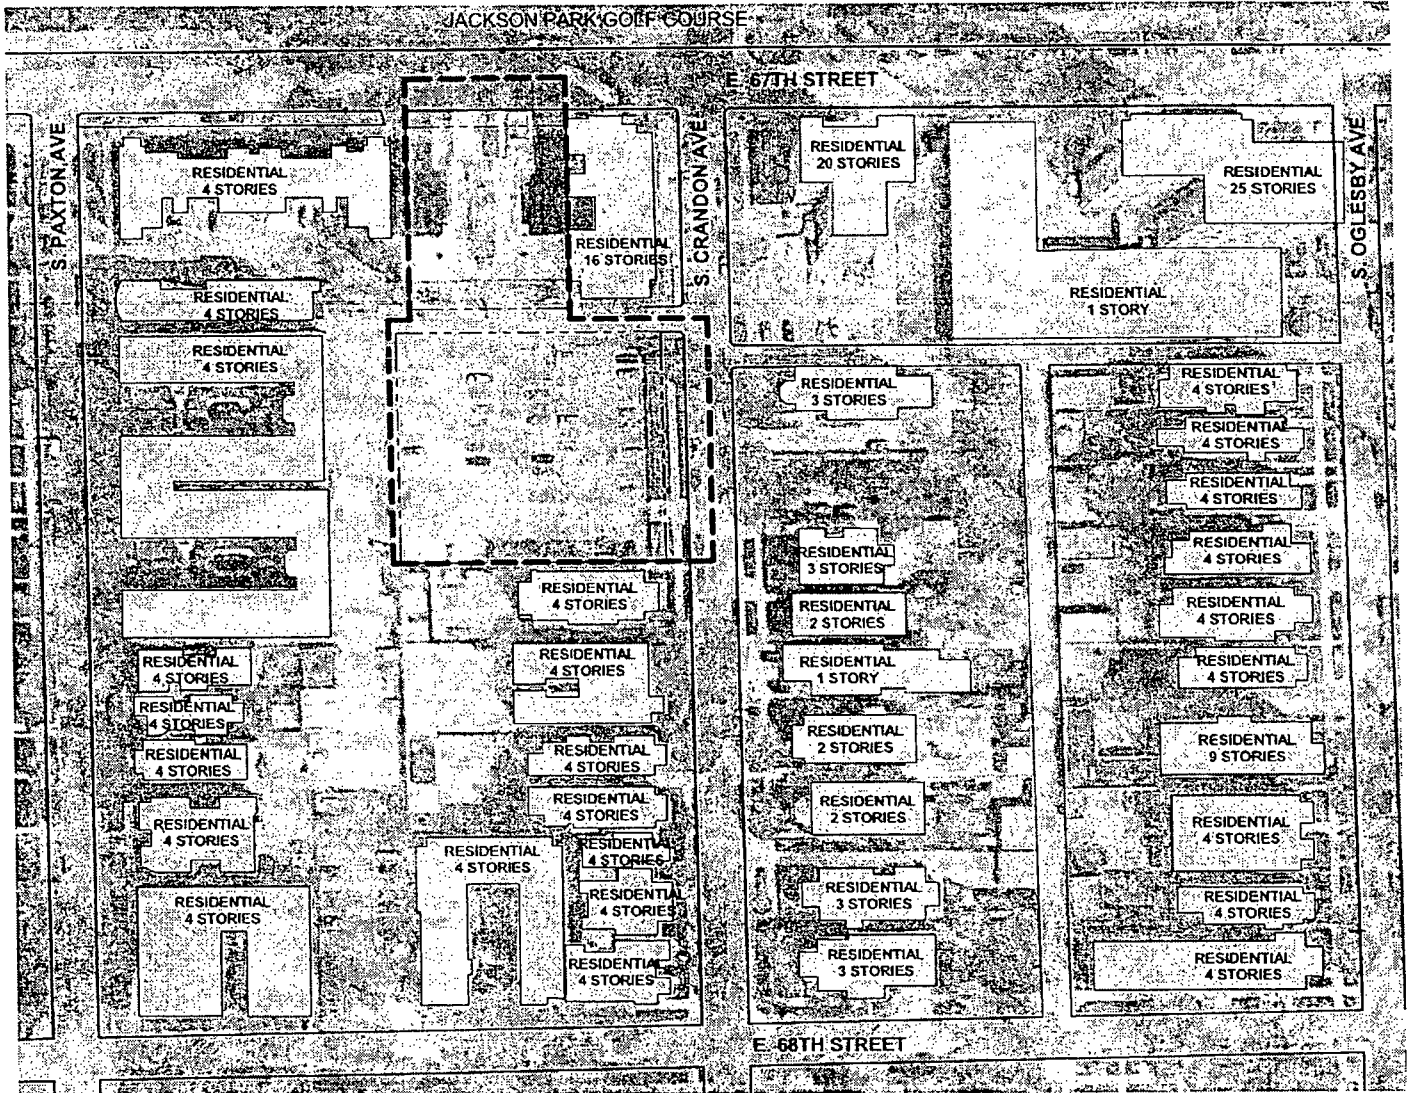 JACKSON PARK GOLF COURSE
E. 67TH STREET
S. PAXTON AVE
S. CRANDON AVE
S. OGLESBY AVE
RESIDENTIAL
4 STORIES
RESIDENTIAL
4 STORIES
RESIDENTIAL
4 STORIES
RESIDENTIAL
4 STORIES
RESIDENTIAL
4 STORIES
RESIDENTIAL
4 STORIES
RESIDENTIAL
4 STORIES
RESIDENTIAL
4 STORIES
RESIDENTIAL
16 STORIES
RESIDENTIAL
4 STORIES
RESIDENTIAL
4 STORIES
RESIDENTIAL
4 STORIES
RESIDENTIAL
4 STORIES
RESIDENTIAL
4 STORIES
RESIDENTIAL
4 STORIES
RESIDENTIAL
4 STORIES
RESIDENTIAL
4 STORIES
RESIDENTIAL
20 STORIES
RESIDENTIAL
25 STORIES
RESIDENTIAL
1 STORY
RESIDENTIAL
3 STORIES
RESIDENTIAL
3 STORIES
RESIDENTIAL
2 STORIES
RESIDENTIAL
1 STORY
RESIDENTIAL
2 STORIES
RESIDENTIAL
2 STORIES
RESIDENTIAL
3 STORIES
RESIDENTIAL
3 STORIES
RESIDENTIAL
4 STORIES
RESIDENTIAL
4 STORIES
RESIDENTIAL
4 STORIES
RESIDENTIAL
4 STORIES
RESIDENTIAL
4 STORIES
RESIDENTIAL
4 STORIES
RESIDENTIAL
9 STORIES
RESIDENTIAL
4 STORIES
RESIDENTIAL
4 STORIES
RESIDENTIAL
4 STORIES
E. 68TH STREET